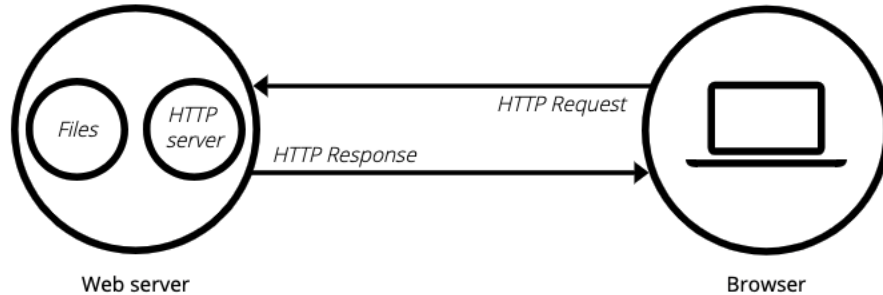 HTTP Request
Files
HTTP
server
HTTP Response
Web server
Browser